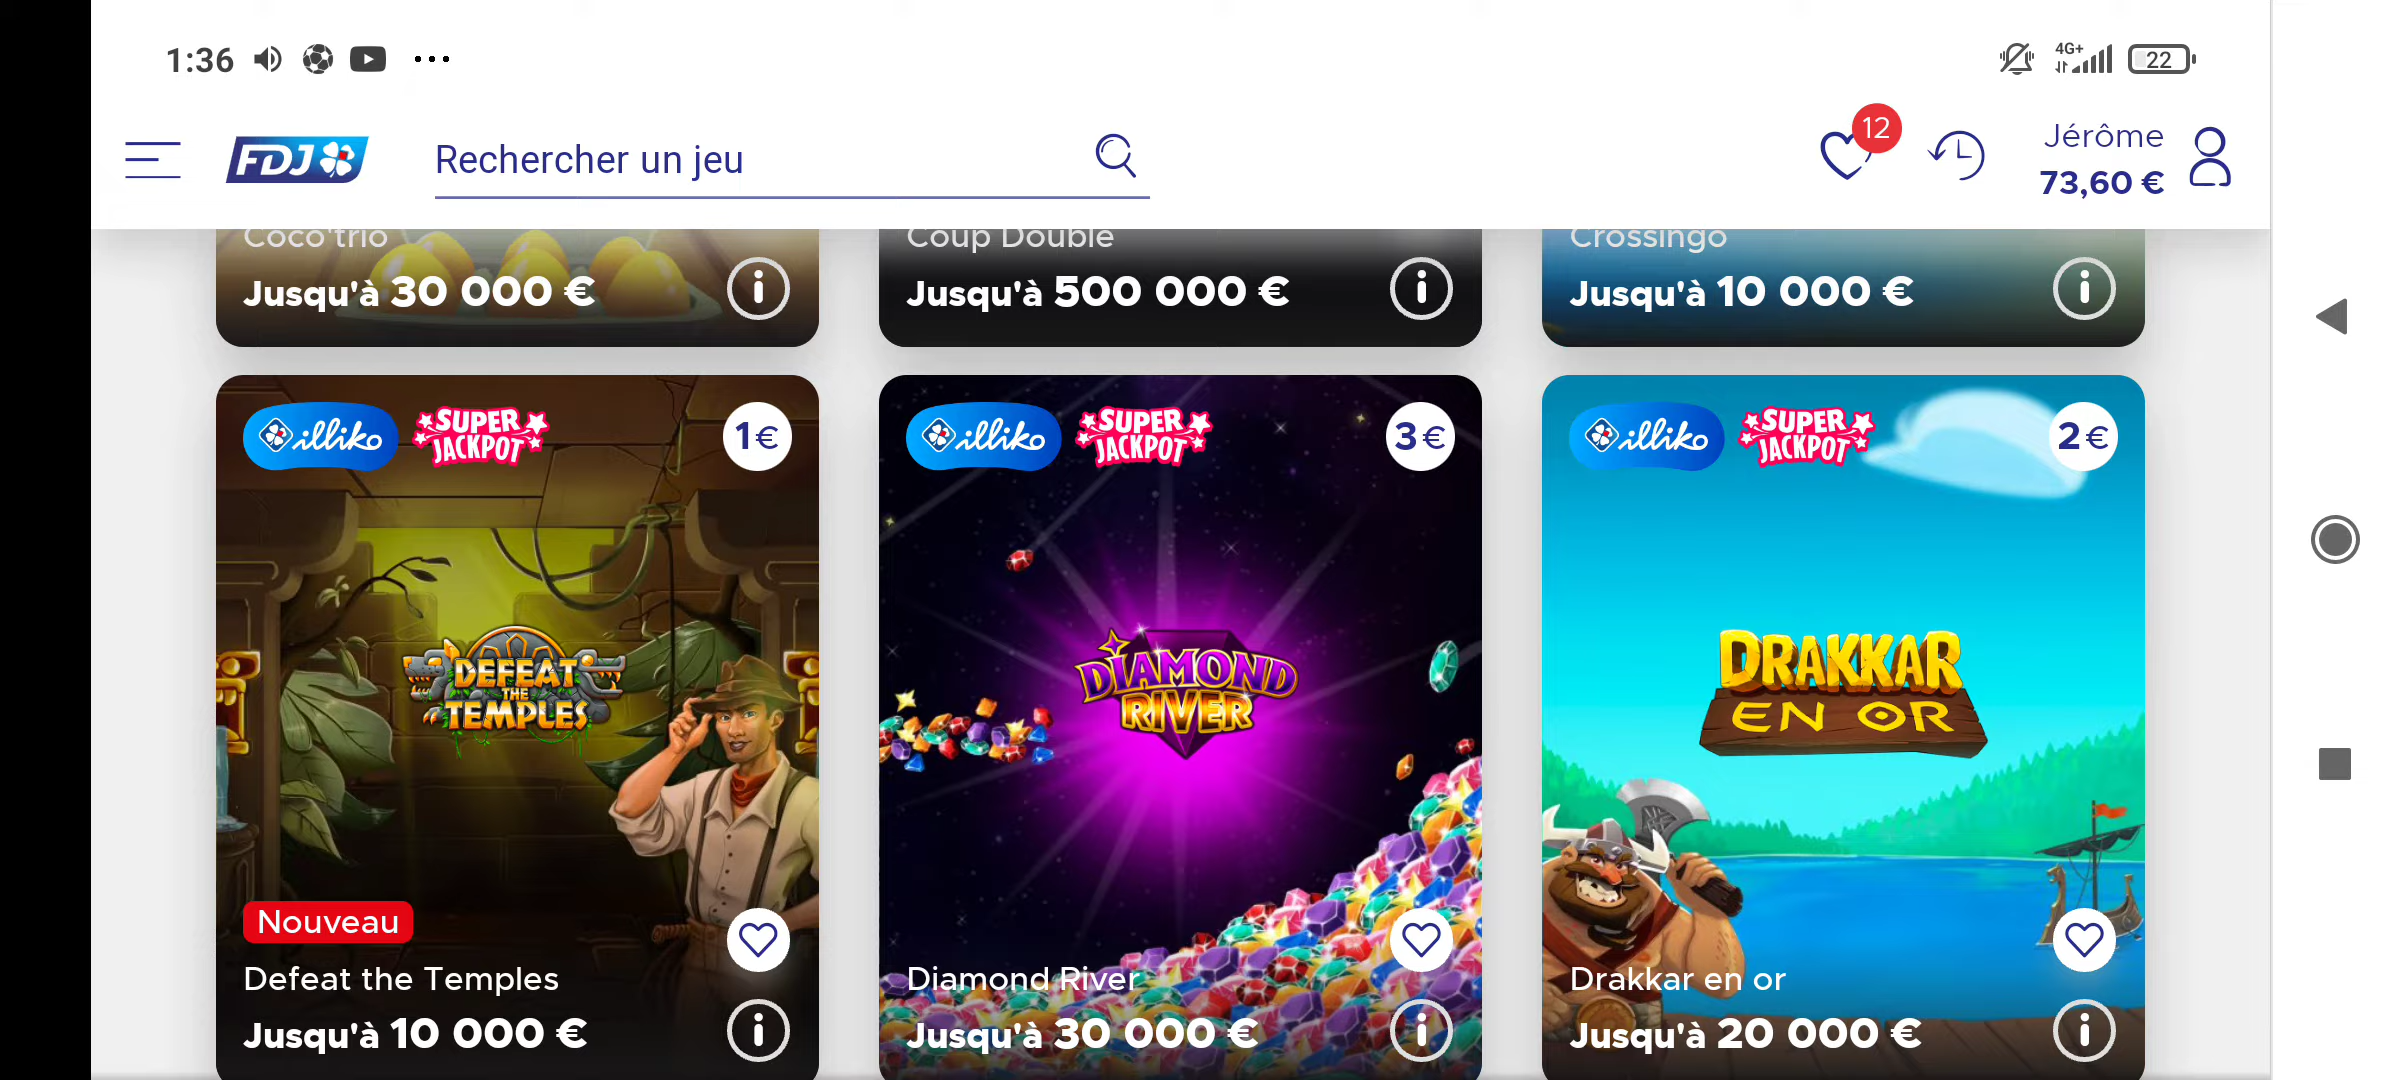 1:36
4G+
22
FDJ
Rechercher un jeu
12
Jérôme
73,60 €
Coco'trio
Jusqu'à 30 000 €
Coup Double
Jusqu'à 500 000 €
Crossingo
Jusqu'à 10 000 €
illiko
SUPER
JACKPOT
1 €
DEFEAT
THE
TEMPLES
Nouveau
Defeat the Temples
Jusqu'à 10 000 €
illiko
SUPER
JACKPOT
3 €
DIAMOND
RIVER
Diamond River
Jusqu'à 30 000 €
illiko
SUPER
JACKPOT
2 €
DRAKKAR
EN OR
Drakkar en or
Jusqu'à 20 000 €